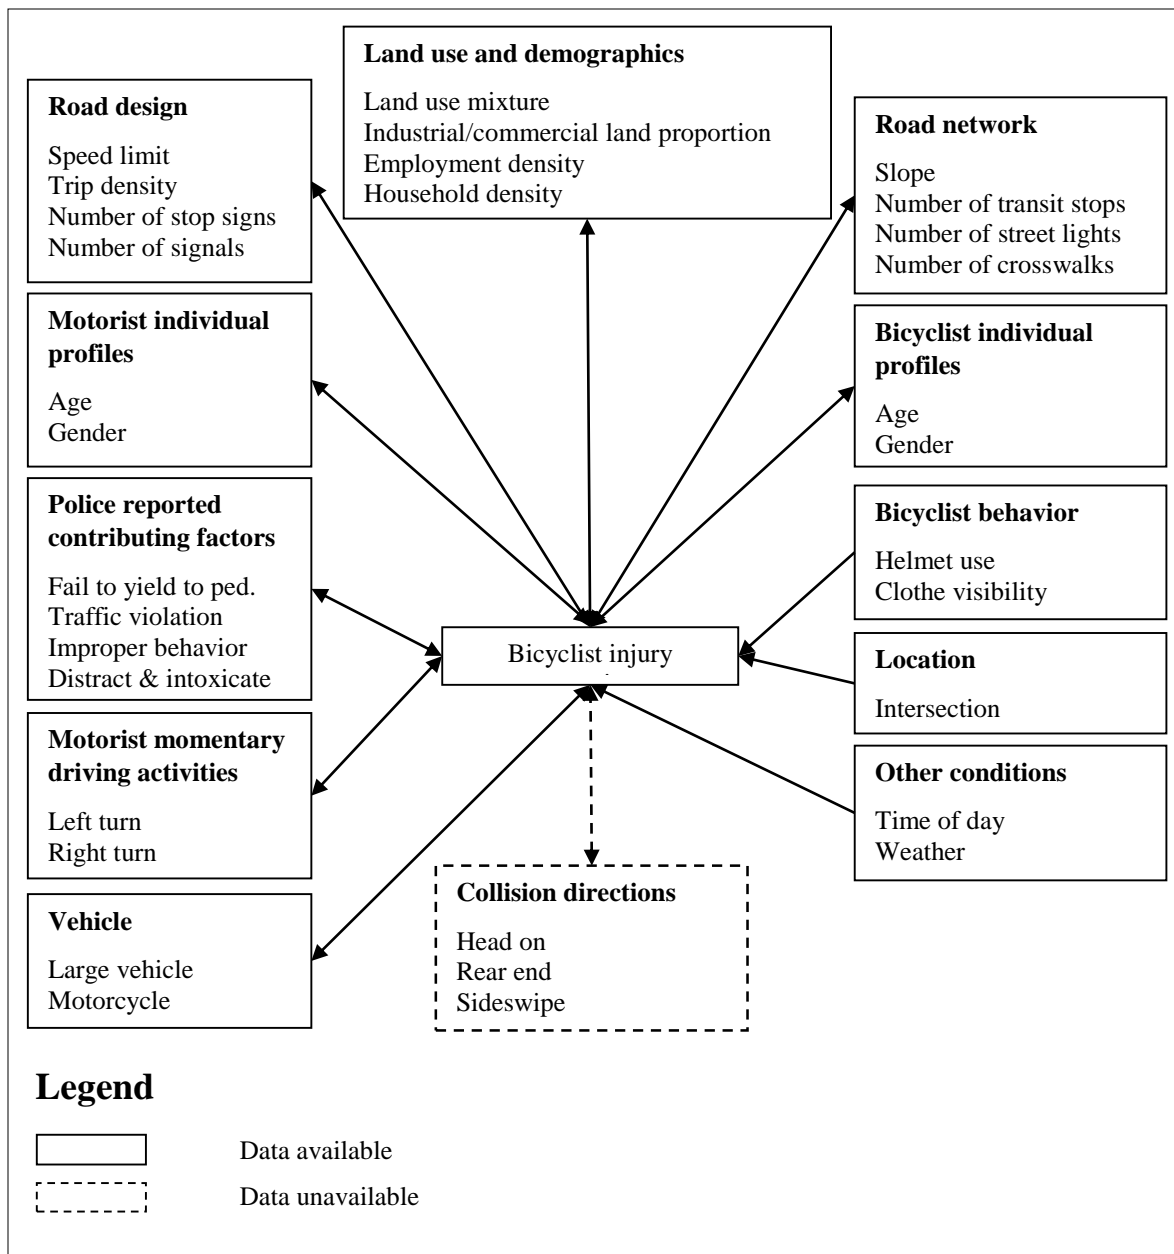 Land use and demographics
Land use mixture
Industrial/commercial land proportion
Employment density
Household density
Road design
Speed limit
Trip density
Number of stop signs
Number of signals
Road network
Slope
Number of transit stops
Number of street lights
Number of crosswalks
Motorist individual
profiles
Age
Gender
Bicyclist individual
profiles
Age
Gender
Police reported
contributing factors
Fail to yield to ped.
Traffic violation
Improper behavior
Distract & intoxicate
Bicyclist behavior
Helmet use
Clothe visibility
Bicyclist injury
Location
Intersection
Motorist momentary
driving activities
Left turn
Right turn
Other conditions
Time of day
Weather
Vehicle
Large vehicle
Motorcycle
Collision directions
Head on
Rear end
Sideswipe
Legend
Data available
Data unavailable